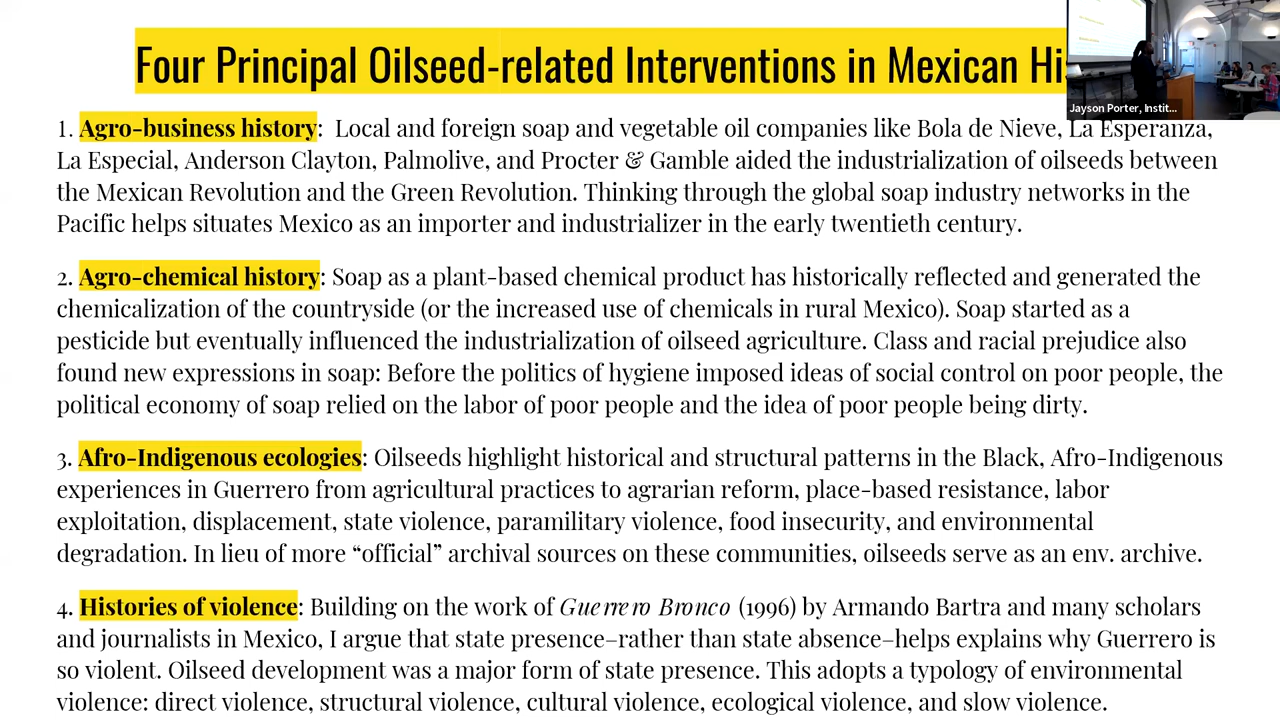 Four Principal Oilseed-related Interventions in Mexican Hi
Jayson Porter, Instit...
1. Agro-business history: Local and foreign soap and vegetable oil companies like Bola de Nieve, La Esperanza,
La Especial, Anderson Clayton, Palmolive, and Procter & Gamble aided the industrialization of oilseeds between
the Mexican Revolution and the Green Revolution. Thinking through the global soap industry networks in the
Pacific helps situates Mexico as an importer and industrializer in the early twentieth century.
2. Agro-chemical history: Soap as a plant-based chemical product has historically reflected and generated the
chemicalization of the countryside (or the increased use of chemicals in rural Mexico). Soap started as a
pesticide but eventually influenced the industrialization of oilseed agriculture. Class and racial prejudice also
found new expressions in soap: Before the politics of hygiene imposed ideas of social control on poor people, the
political economy of soap relied on the labor of poor people and the idea of poor people being dirty.
3. Afro-Indigenous ecologies: Oilseeds highlight historical and structural patterns in the Black, Afro-Indigenous
experiences in Guerrero from agricultural practices to agrarian reform, place-based resistance, labor
exploitation, displacement, state violence, paramilitary violence, food insecurity, and environmental
degradation. In lieu of more “official” archival sources on these communities, oilseeds serve as an env. archive.
4. Histories of violence: Building on the work of Guerrero Bronco (1996) by Armando Bartra and many scholars
and journalists in Mexico, I argue that state presence–rather than state absence–helps explains why Guerrero is
so violent. Oilseed development was a major form of state presence. This adopts a typology of environmental
violence: direct violence, structural violence, cultural violence, ecological violence, and slow violence.